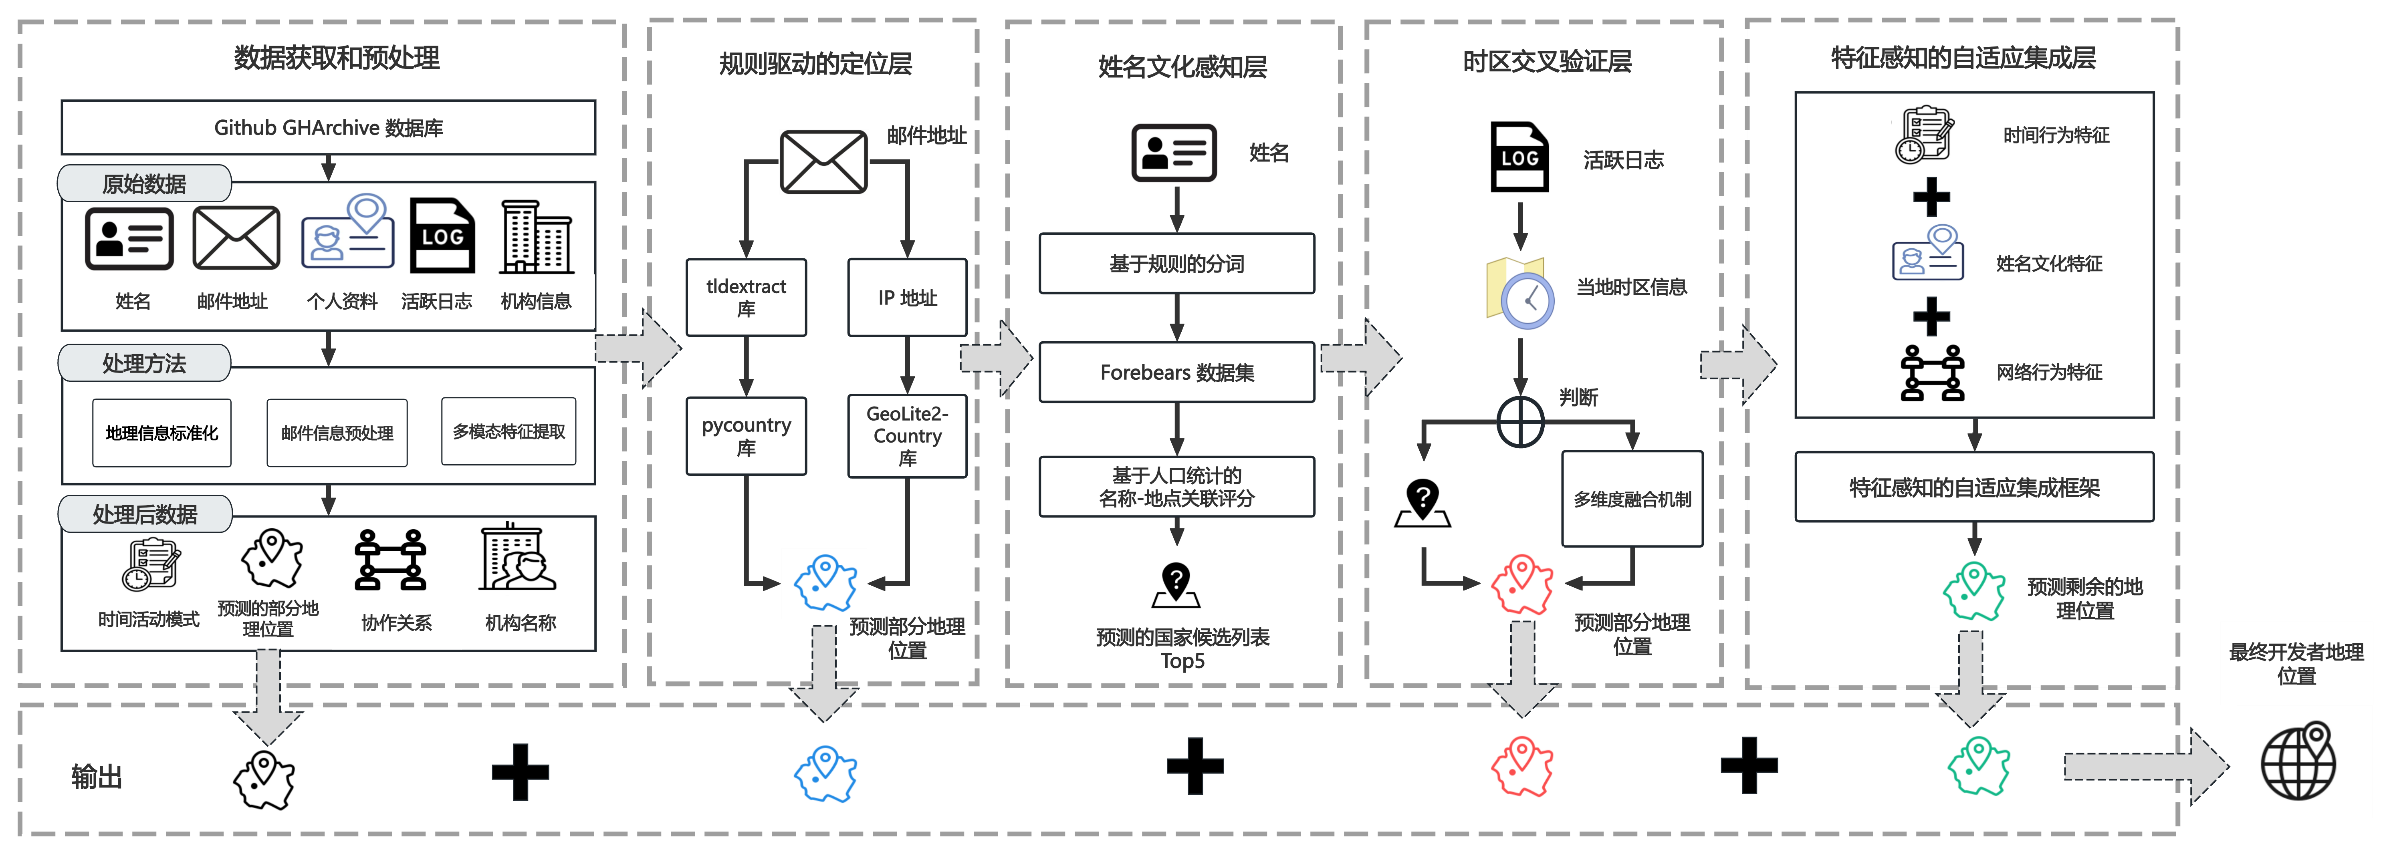 数据获取和预处理
Github GHArchive 数据库
原始数据
LOG
姓名
邮件地址
个人资料
活跃日志
机构信息
处理方法
地理信息标准化
邮件信息预处理
多模态特征提取
处理后数据
时间活动模式
预测的部分地
理位置
协作关系
机构名称
规则驱动的定位层
邮件地址
tldextract
库
IP 地址
pycountry
库
GeoLite2-
Country
库
预测部分地理
位置
姓名文化感知层
姓名
基于规则的分词
Forebears 数据集
基于人口统计的
名称-地点关联评分
?
预测的国家候选列表
Top5
时区交叉验证层
LOG
活跃日志
当地时区信息
判断
?
多维度融合机制
预测部分地理
位置
特征感知的自适应集成层
时间行为特征
姓名文化特征
网络行为特征
特征感知的自适应集成框架
预测剩余的地
理位置
输出
最终开发者地理
位置